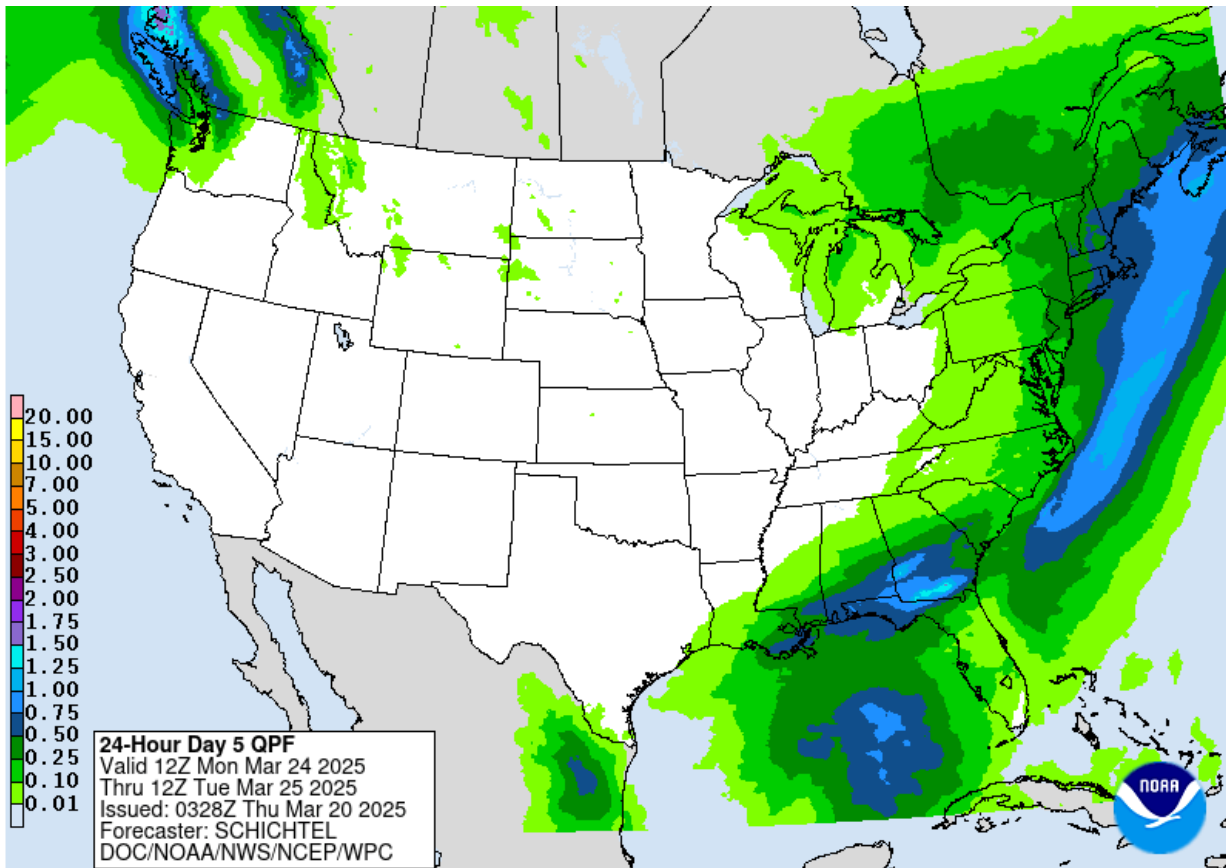 20.00
15.00
10.00
7.00
5.00
4.00
3.00
2.50
2.00
1.75
1.50
1.25
1.00
0.75
0.50
0.25
0.10
0.01
24-Hour Day 5 QPF
Valid 12Z Mon Mar 24 2025
Thru 12Z Tue Mar 25 2025
Issued: 0328Z Thu Mar 20 2025
Forecaster: SCHICHTEL
DOC/NOAA/NWS/NCEP/WPC
NOAA